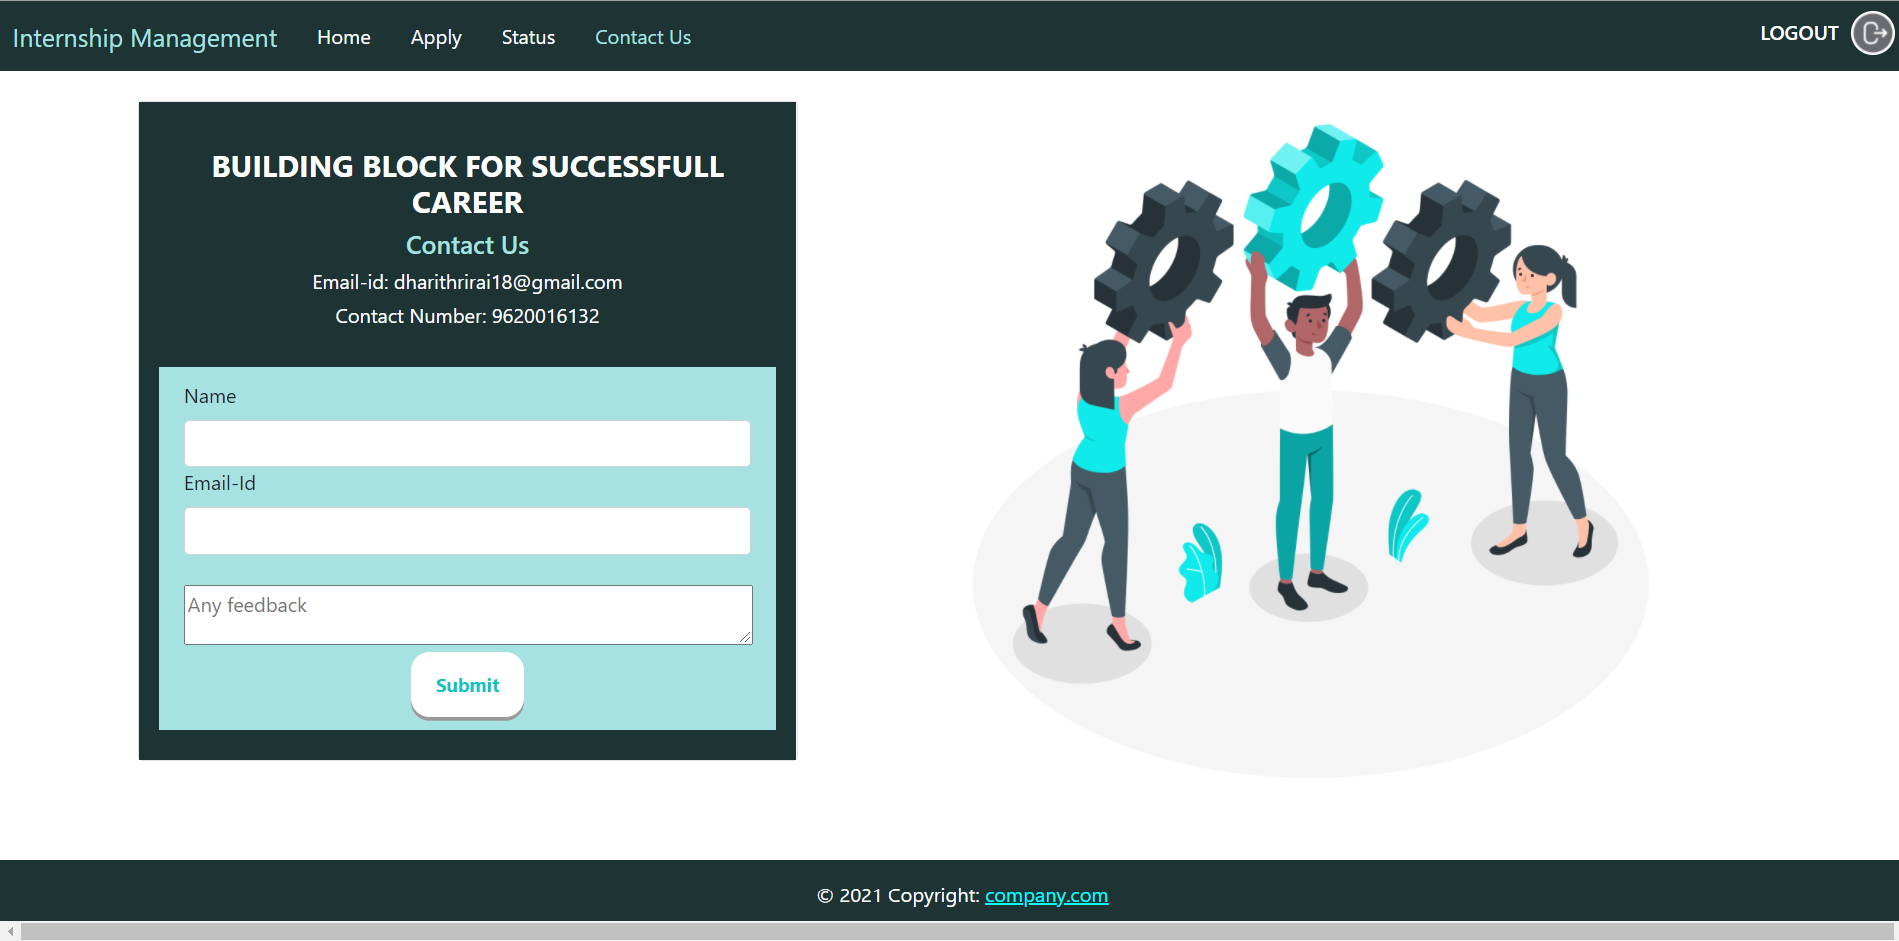 Internship Management Home Apply Status Contact Us LOGOUT
BUILDING BLOCK FOR SUCCESSFULL
CAREER
Contact Us
Email-id: dharithrirai18@gmail.com
Contact Number: 9620016132
Name
Email-Id
Any feedback
Submit
© 2021 Copyright: company.com